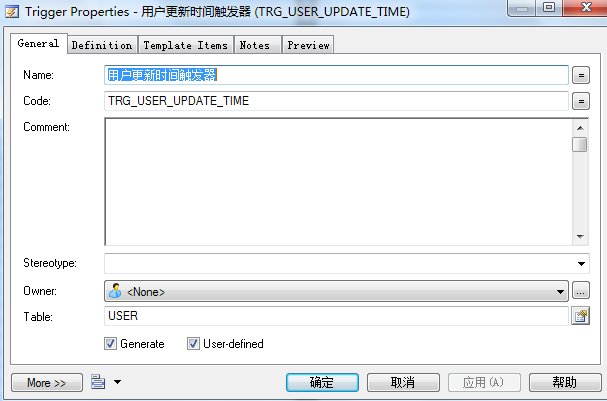 Trigger Properties - 用户更新时间触发器 (TRG_USER_UPDATE_TIME)
General Definition Template Items Notes Preview
Name: 用户更新时间触发器 =
Code: TRG_USER_UPDATE_TIME =
Comment:
Stereotype:
Owner: <None> ...
Table: USER
Generate User-defined
More >> 确定 取消 应用(A) 帮助